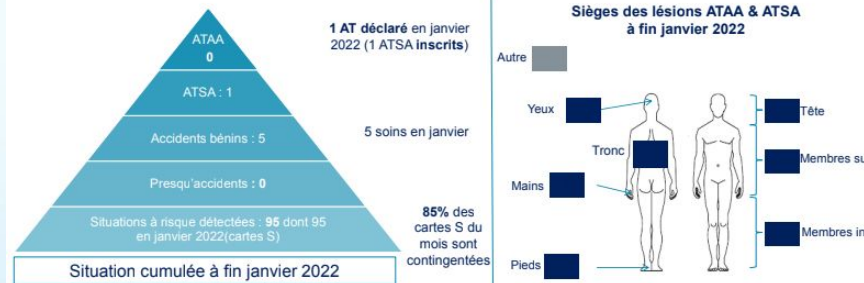 ATAA
0
ATSA : 1
Accidents bénins : 5
Presqu'accidents : 0
Situations à risque détectées : 95 dont 95
en janvier 2022(cartes S)
Situation cumulée à fin janvier 2022
1 AT déclaré en janvier
2022 (1 ATSA inscrits)
5 soins en janvier
85% des
cartes S du
mois sont
contingentées
Sièges des lésions ATAA & ATSA
à fin janvier 2022
Autre
Yeux
Tête
Tronc
Membres su
Mains
Membres in
Pieds